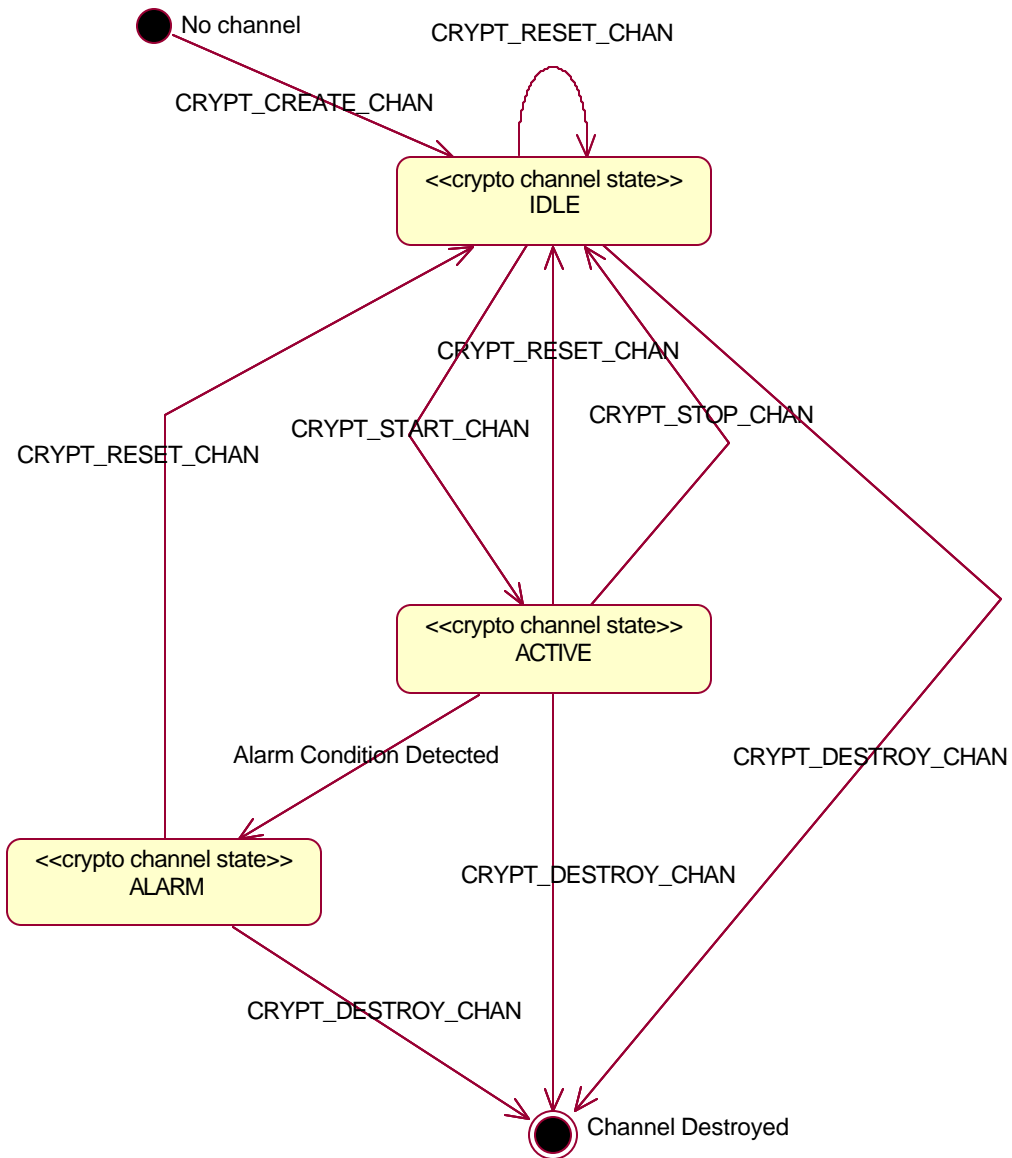 No channel
CRYPT_RESET_CHAN
CRYPT_CREATE_CHAN
<<crypto channel state>>
IDLE
CRYPT_RESET_CHAN
CRYPT_STOP_CHAN
CRYPT_START_CHAN
CRYPT_RESET_CHAN
<<crypto channel state>>
ACTIVE
Alarm Condition Detected
CRYPT_DESTROY_CHAN
<<crypto channel state>>
ALARM
CRYPT_DESTROY_CHAN
CRYPT_DESTROY_CHAN
Channel Destroyed